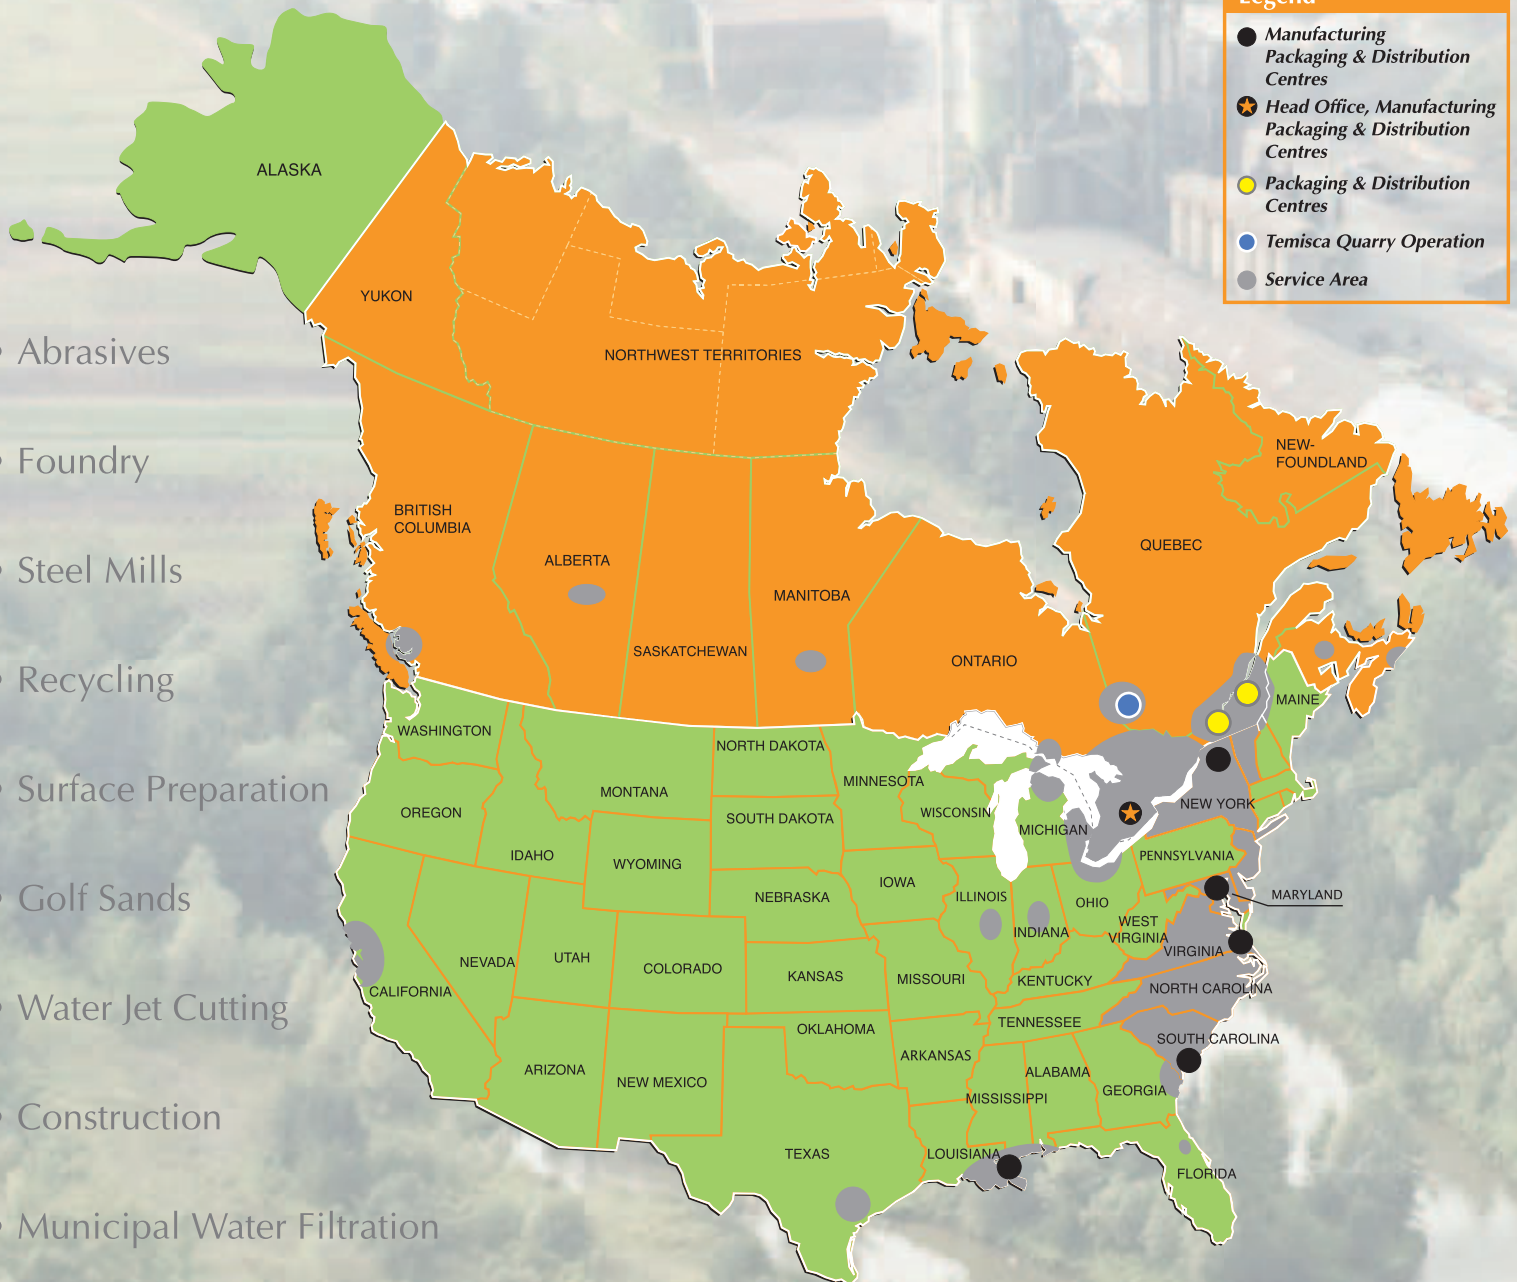 Legend
Manufacturing
Packaging & Distribution
Centres
Head Office, Manufacturing
Packaging & Distribution
Centres
Packaging & Distribution
Centres
Temisca Quarry Operation
Service Area
• Abrasives
• Foundry
• Steel Mills
• Recycling
• Surface Preparation
• Golf Sands
• Water Jet Cutting
• Construction
• Municipal Water Filtration
ALASKA
YUKON
NORTHWEST TERRITORIES
NEW-
FOUNDLAND
BRITISH
COLUMBIA
ALBERTA
QUEBEC
MANITOBA
SASKATCHEWAN
ONTARIO
MAINE
WASHINGTON
NORTH DAKOTA
MINNESOTA
MONTANA
NEW YORK
OREGON
SOUTH DAKOTA
WISCONSIN
MICHIGAN
IDAHO
WYOMING
PENNSYLVANIA
IOWA
NEBRASKA
ILLINOIS
OHIO
MARYLAND
WEST
VIRGINIA
INDIANA
VIRGINIA
NEVADA
UTAH
COLORADO
KANSAS
MISSOURI
KENTUCKY
CALIFORNIA
NORTH CAROLINA
TENNESSEE
OKLAHOMA
SOUTH CAROLINA
ARKANSAS
ARIZONA
NEW MEXICO
ALABAMA
GEORGIA
MISSISSIPPI
TEXAS
LOUISIANA
FLORIDA